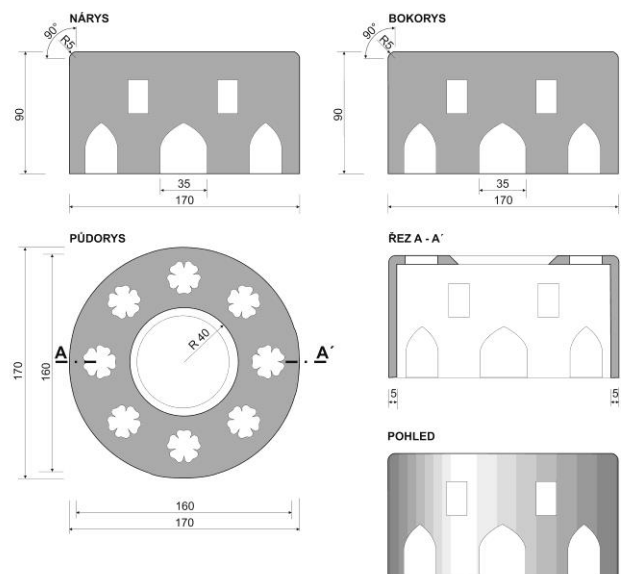 NÁRYS
90°
R5
90
35
170
BOKORYS
90°
R5
90
35
170
PŮDORYS
A
A´
R 40
170
160
160
170
ŘEZ A - A´
5
5
POHLED